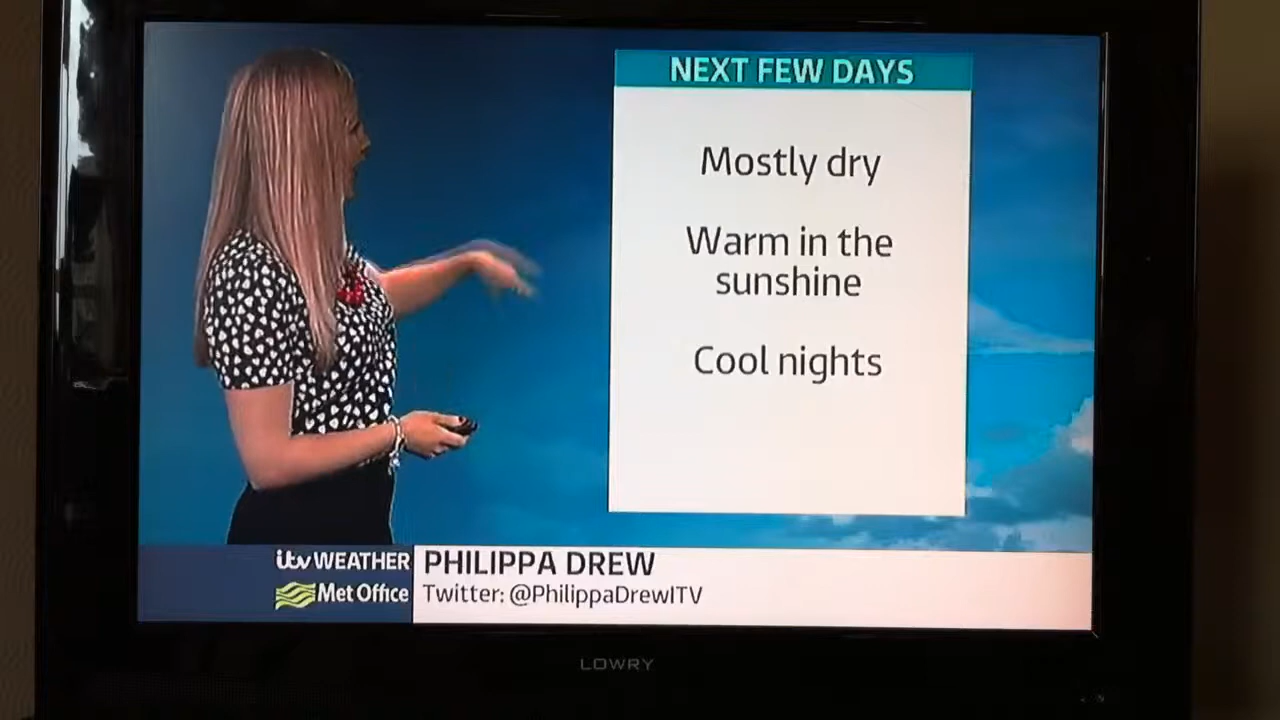 NEXT FEW DAYS
Mostly dry
Warm in the
sunshine
Cool nights
itv WEATHER
Met Office
PHILIPPA DREW
Twitter: @PhilippaDrewITV
LOWRY